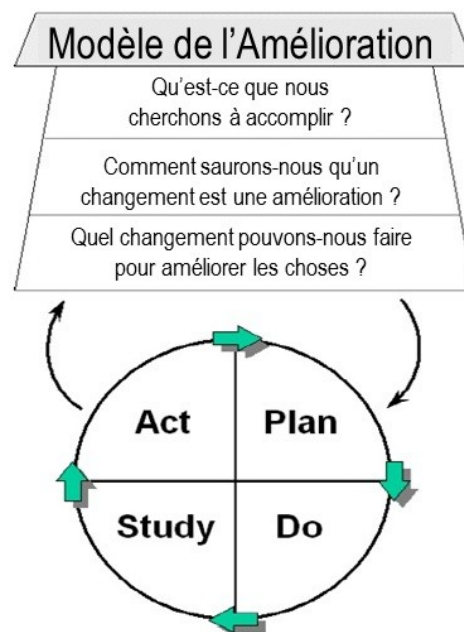 Modèle de l’Amélioration
Qu’est-ce que nous
cherchons à accomplir ?
Comment saurons-nous qu’un
changement est une amélioration ?
Quel changement pouvons-nous faire
pour améliorer les choses ?
Act
Plan
Study
Do